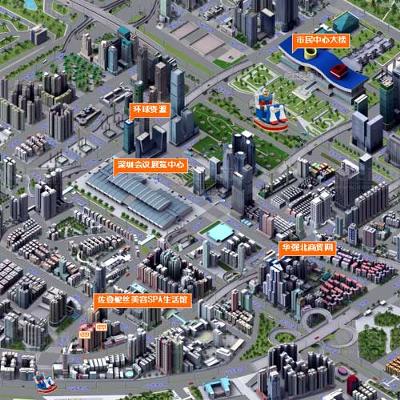 市民中心大楼
环球资源
深圳会议展览中心
华强北商贸网
佐登妮丝美容SPA生活馆